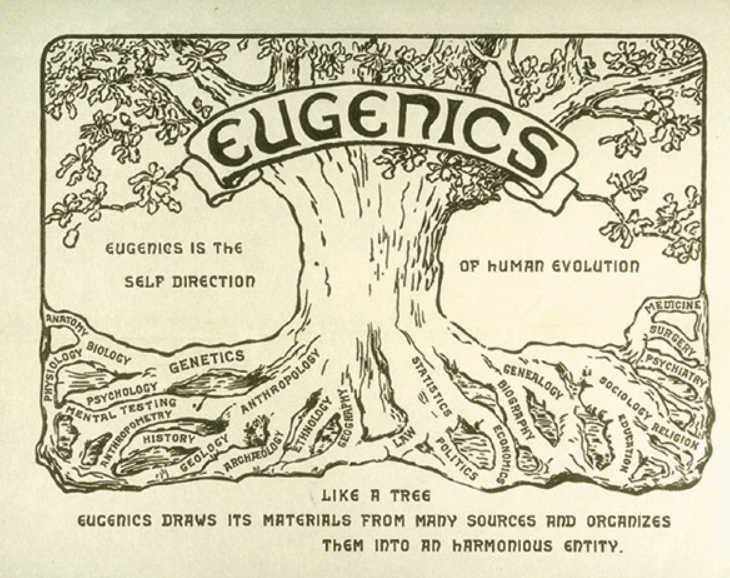 EUGENICS
EUGENICS IS THE
SELF DIRECTION
OF HUMAN EVOLUTION
ANATOMY
PHYSIOLOGY
BIOLOGY
GENETICS
PSYCHOLOGY
MENTAL TESTING
ANTHROPOMETRY
HISTORY
GEOLOGY
ANTHROPOLOGY
ARCHÆOLOGY
ETHNOLOGY
GEOGRAPHY
LAW
STATISTICS
POLITICS
ECONOMICS
BIOGRAPHY
GENEALOGY
EDUCATION
SOCIOLOGY
RELIGION
PSYCHIATRY
SURGERY
MEDICINE
LIKE A TREE
EUGENICS DRAWS ITS MATERIALS FROM MANY SOURCES AND ORGANIZES
THEM INTO AN HARMONIOUS ENTITY.